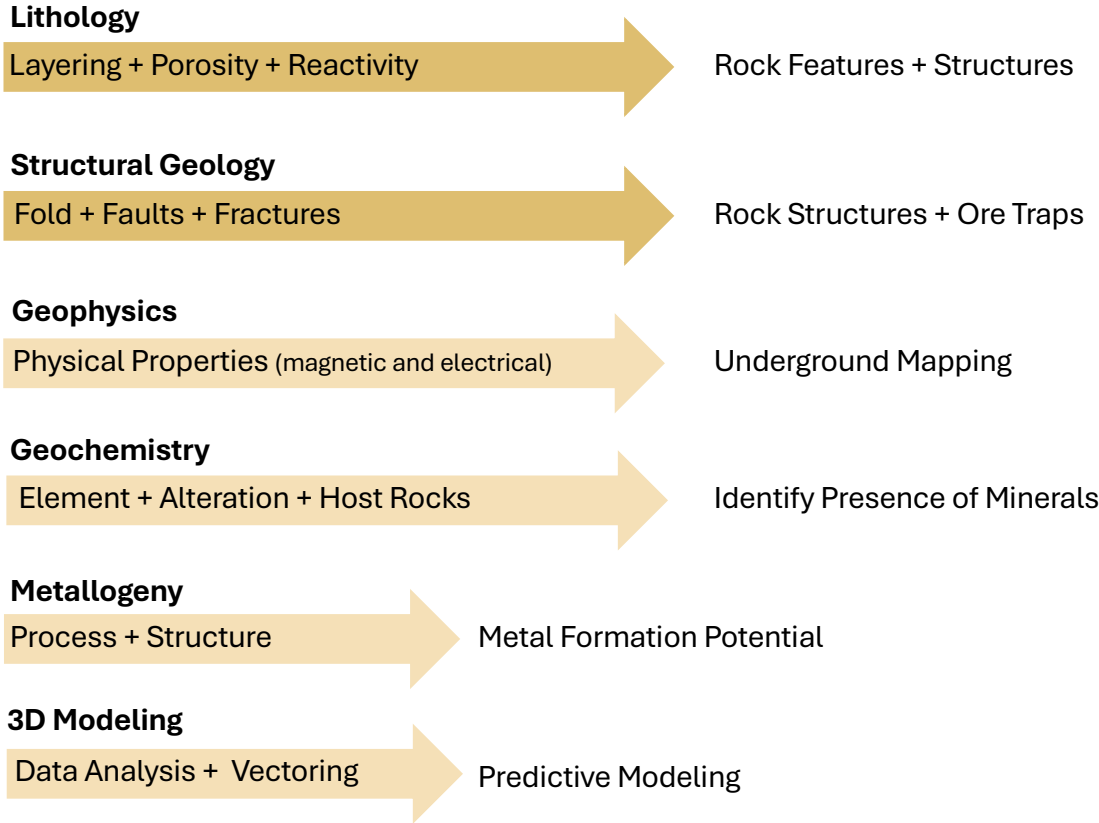 Lithology
Layering + Porosity + Reactivity
Rock Features + Structures
Structural Geology
Fold + Faults + Fractures
Rock Structures + Ore Traps
Geophysics
Physical Properties (magnetic and electrical)
Underground Mapping
Geochemistry
Element + Alteration + Host Rocks
Identify Presence of Minerals
Metallogeny
Process + Structure
Metal Formation Potential
3D Modeling
Data Analysis + Vectoring
Predictive Modeling